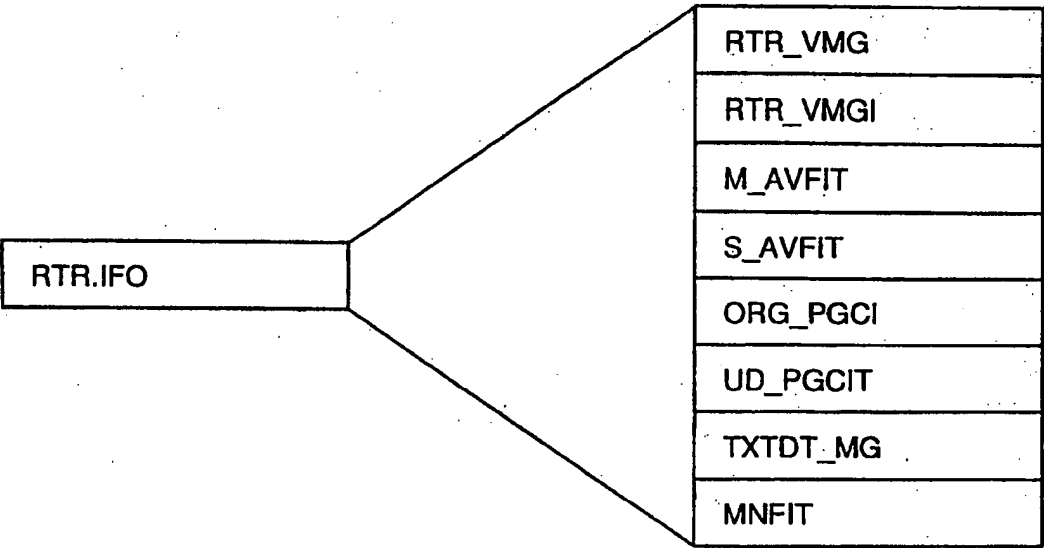 RTR.IFO
RTR_VMG
RTR_VMGI
M_AVFIT
S_AVFIT
ORG_PGCI
UD_PGCIT
TXTDT_MG
MNFIT